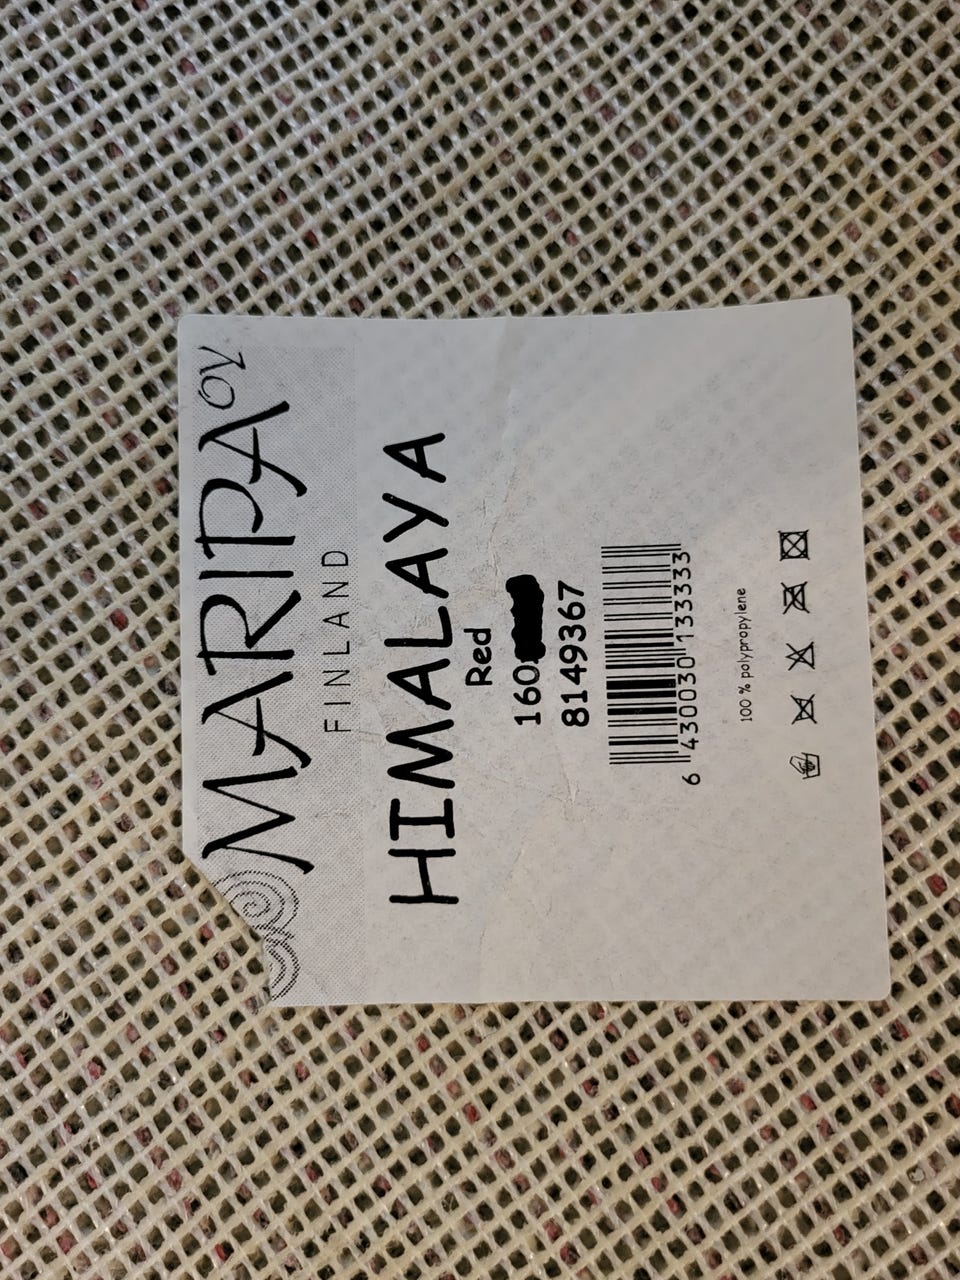 MARIPA OY
FINLAND
HIMALAYA
Red
160
8149367
6 430030 133333
100 % polypropylene